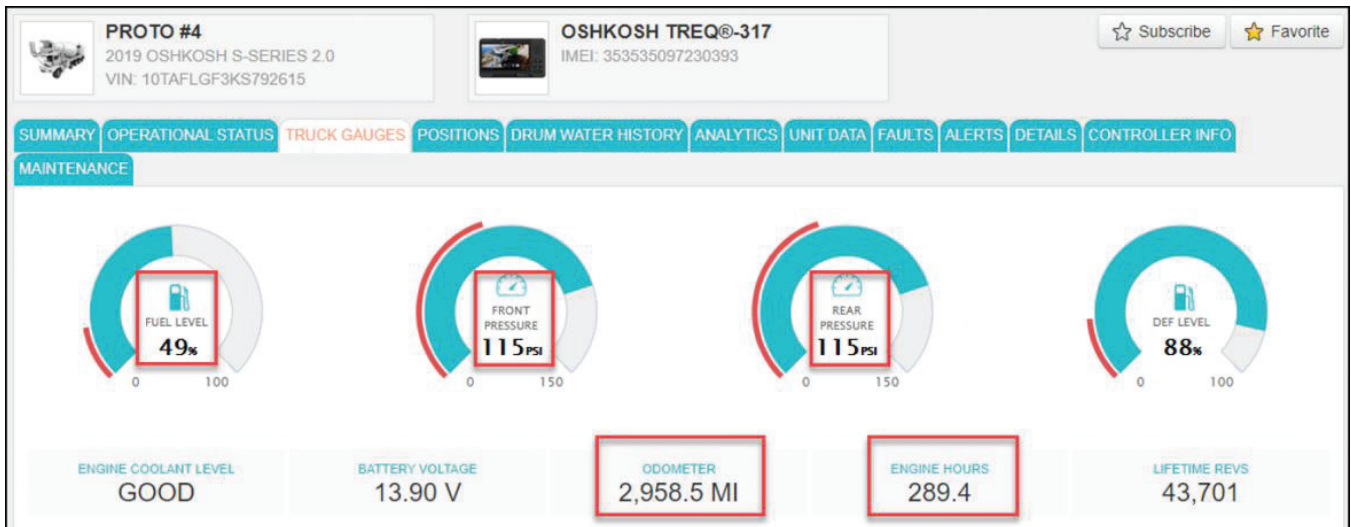 PROTO #4
2019 OSHKOSH S-SERIES 2.0
VIN: 10TAFLGF3KS792615
OSHKOSH TREQ®-317
IMEI: 353535097230393
Subscribe
Favorite
SUMMARY OPERATIONAL STATUS TRUCK GAUGES POSITIONS DRUM WATER HISTORY ANALYTICS UNIT DATA FAULTS ALERTS DETAILS CONTROLLER INFO
MAINTENANCE
FUEL LEVEL
49%
0 100
FRONT
PRESSURE
115PSI
0 150
REAR
PRESSURE
115PSI
0 150
DEF LEVEL
88%
0 100
ENGINE COOLANT LEVEL
GOOD
BATTERY VOLTAGE
13.90 V
ODOMETER
2,958.5 MI
ENGINE HOURS
289.4
LIFETIME REVS
43,701